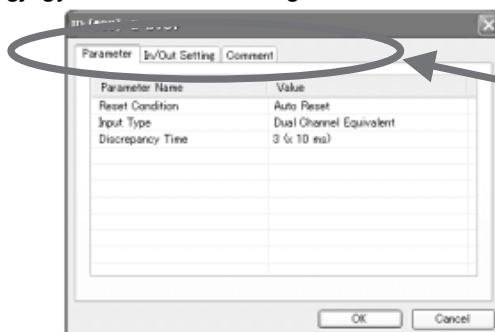 Parameter In/Out Setting Comment
Parameter Name Value
Reset Condition Auto Reset
Input Type Dual Channel Equivalent
Discrepancy Time 3 (x 10 ms)
OK Cancel